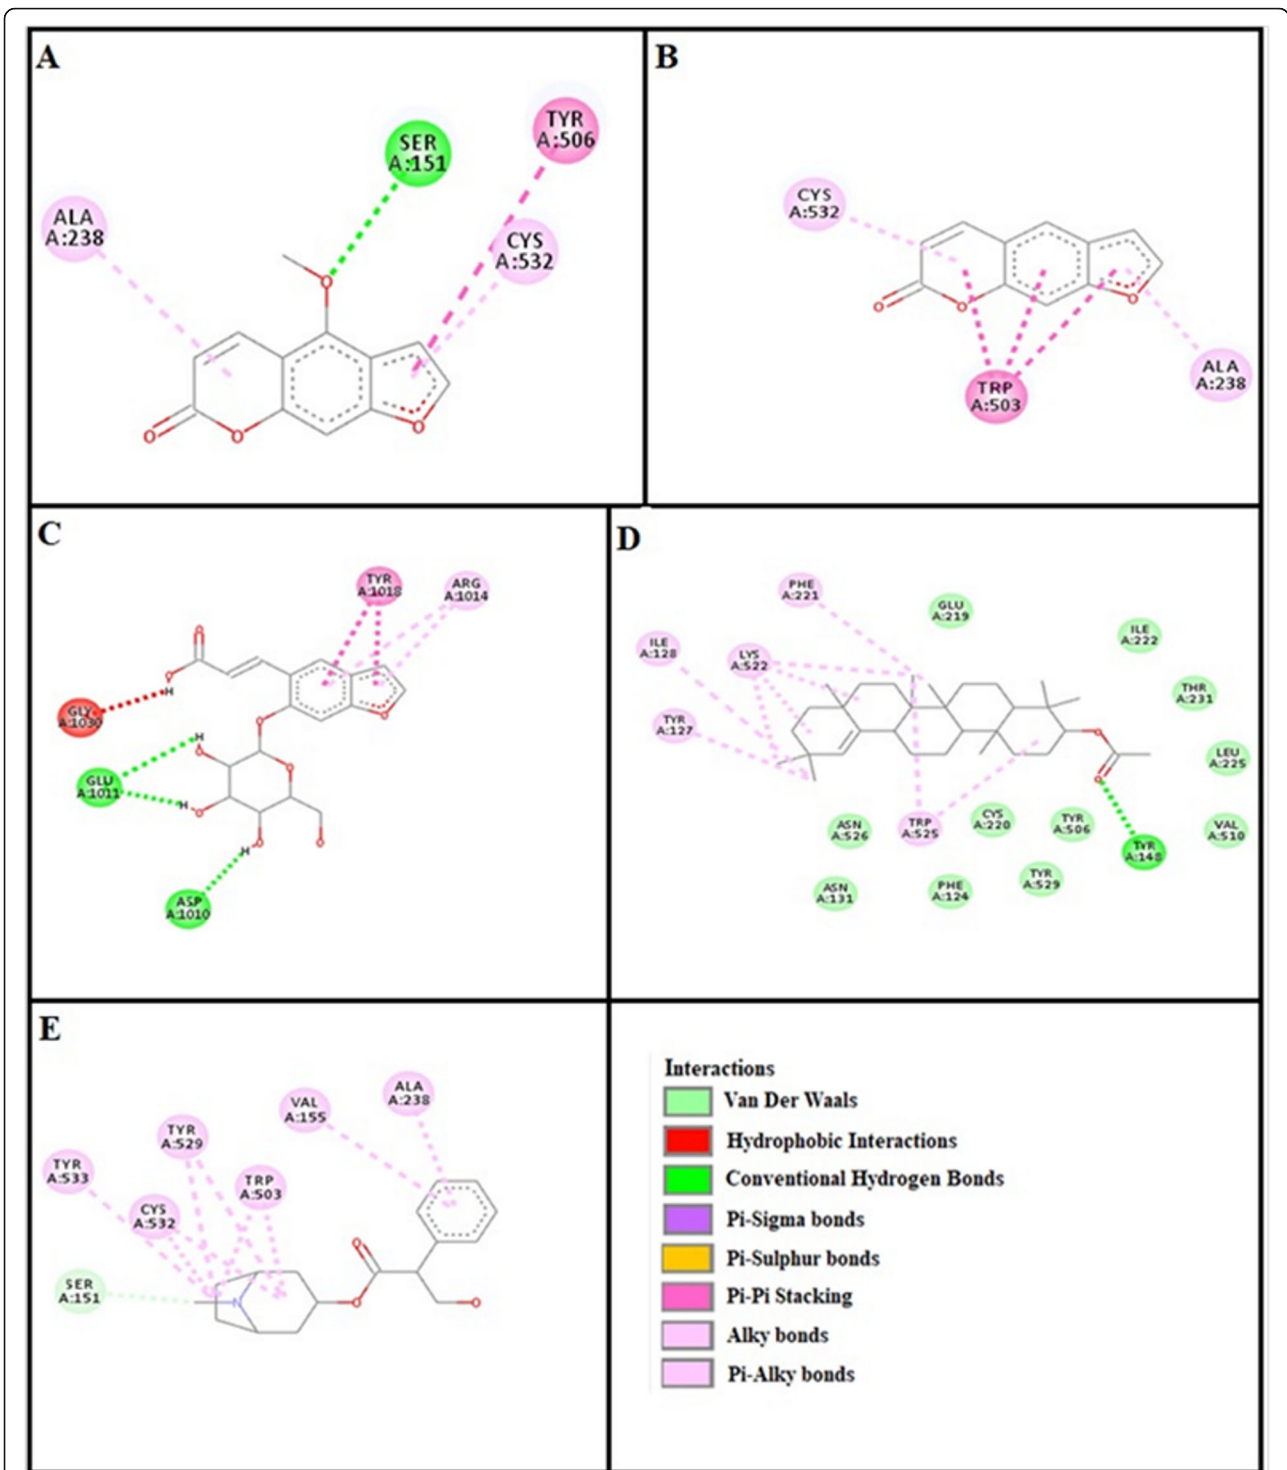 A
SER
A:151
TYR
A:506
ALA
A:238
CYS
A:532
O
O
O
O
B
CYS
A:532
O
O
O
TRP
A:503
ALA
A:238
C
TYR
A:1018
ARG
A:1014
O
O
H
GLY
A:1030
O
O
H
O
GLU
A:1011
O
H
O
H
O
O
ASP
A:1010
D
PHE
A:221
GLU
A:219
ILE
A:222
ILE
A:128
LYS
A:522
THR
A:231
TYR
A:127
O
LEU
A:225
O
ASN
A:526
TRP
A:525
CYS
A:220
TYR
A:506
VAL
A:510
TYR
A:148
ASN
A:131
PHE
A:124
TYR
A:529
E
ALA
A:238
VAL
A:155
TYR
A:529
TYR
A:533
TRP
A:503
CYS
A:532
O
SER
A:151
N
O
O
Interactions
Van Der Waals
Hydrophobic Interactions
Conventional Hydrogen Bonds
Pi-Sigma bonds
Pi-Sulphur bonds
Pi-Pi Stacking
Alky bonds
Pi-Alky bonds